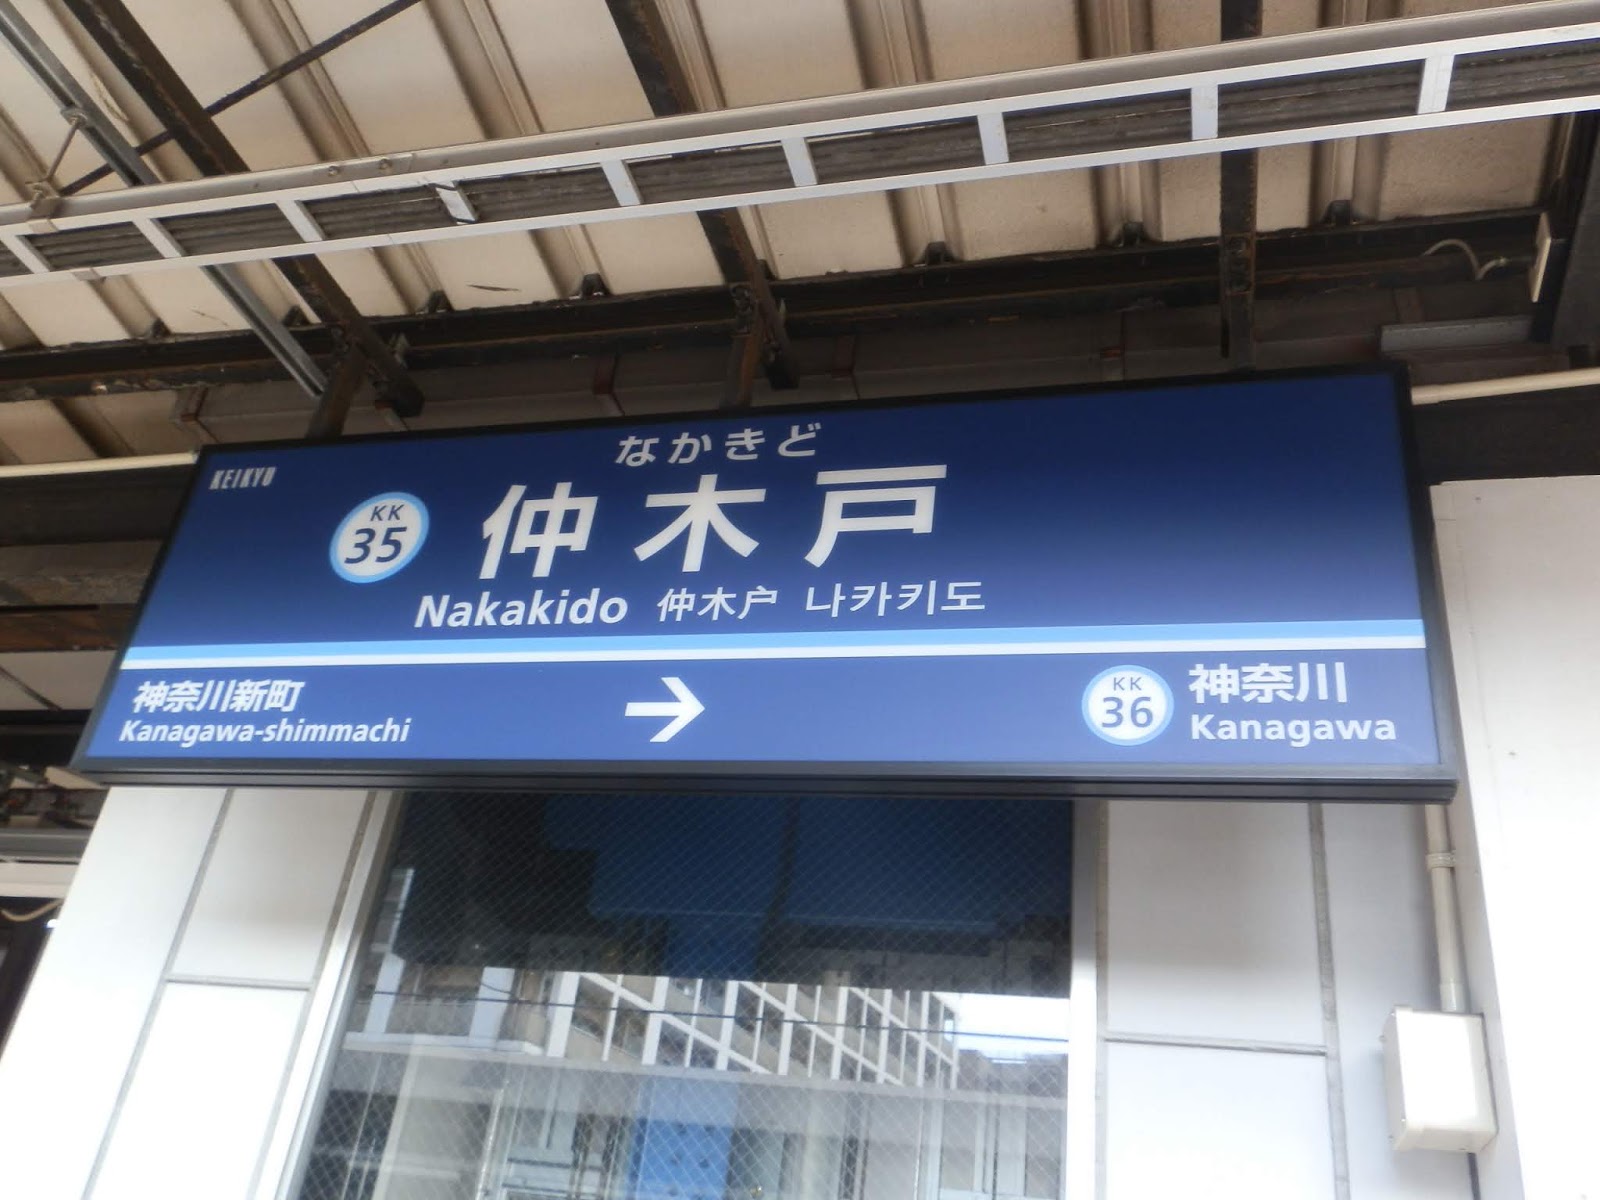 KEIKYU
なかきど
KK
35
仲木戸
Nakakido 仲木户 나카키도
神奈川新町
Kanagawa-shimmachi
→
KK
36
神奈川
Kanagawa